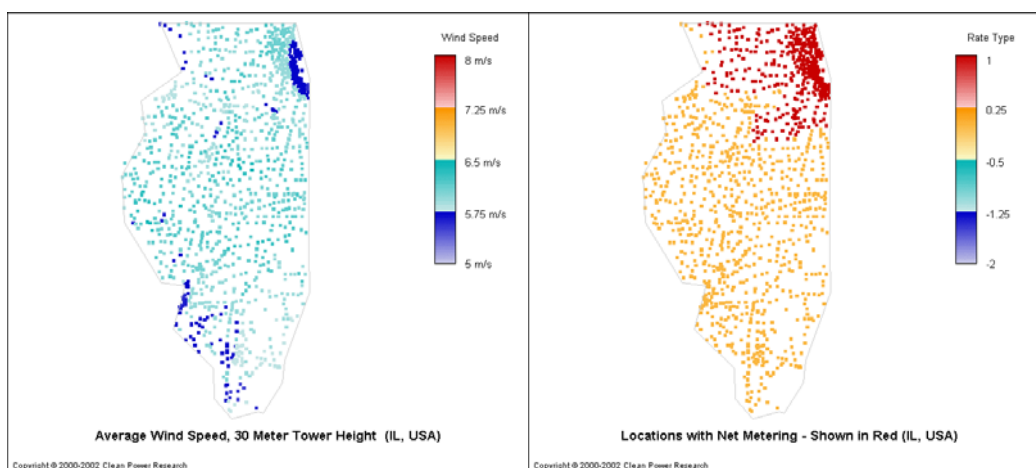 Wind Speed
8 m/s
7.25 m/s
6.5 m/s
5.75 m/s
5 m/s
Average Wind Speed, 30 Meter Tower Height (IL, USA)
Copyright © 2000-2002 Clean Power Research
Rate Type
1
0.25
-0.5
-1.25
-2
Locations with Net Metering - Shown in Red (IL, USA)
Copyright © 2000-2002 Clean Power Research